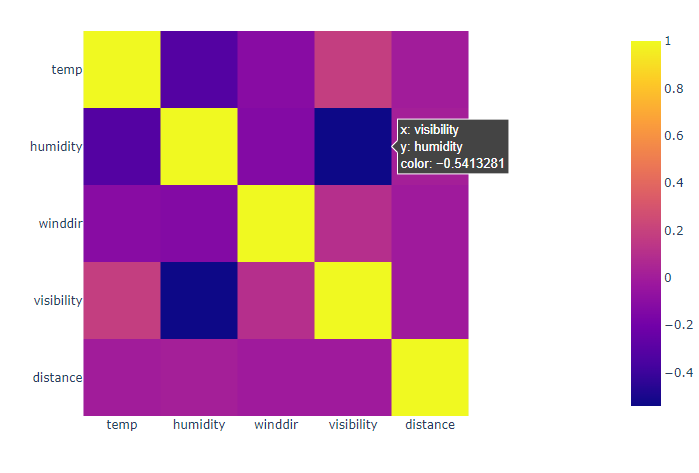 temp
humidity
winddir
visibility
distance
temp
humidity
winddir
visibility
distance
x: visibility
y: humidity
color: −0.5413281
1
0.8
0.6
0.4
0.2
0
−0.2
−0.4